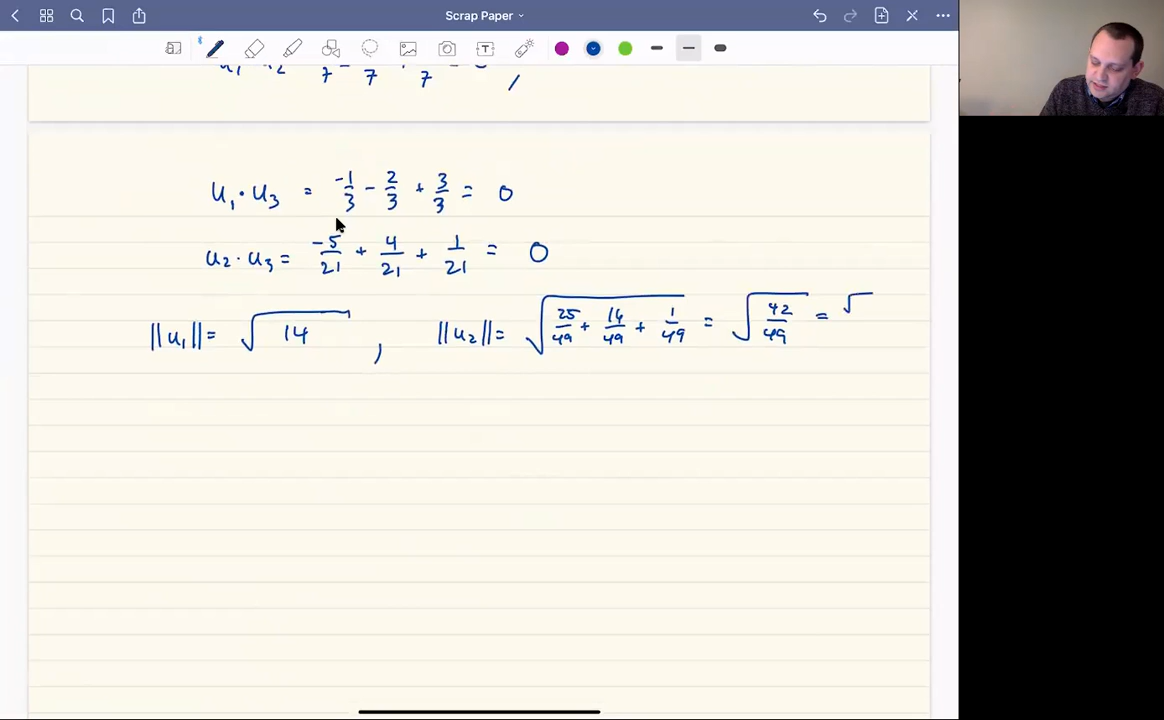 Scrap Paper
u₁ · u₃ = -1/3 - 2/3 + 3/3 = 0
u₂ · u₃ = -5/21 + 4/21 + 1/21 = 0
||u₁|| = √14 , ||u₂|| = √(25/49 + 16/49 + 1/49) = √(42/49) = √